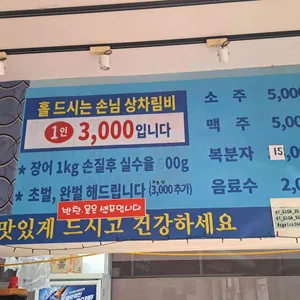 홀 드시는 손님 상차림비
1인 3,000입니다
* 장어 1kg 손질후 실수율 00g
* 초벌, 완벌 해드립니다 (3,000 추가)
반찬, 물은 셀프입니다
맛있게 드시고 건강하세요
소 주 5,00
맥 주 5,00
복분자 15,
음료수 2,0